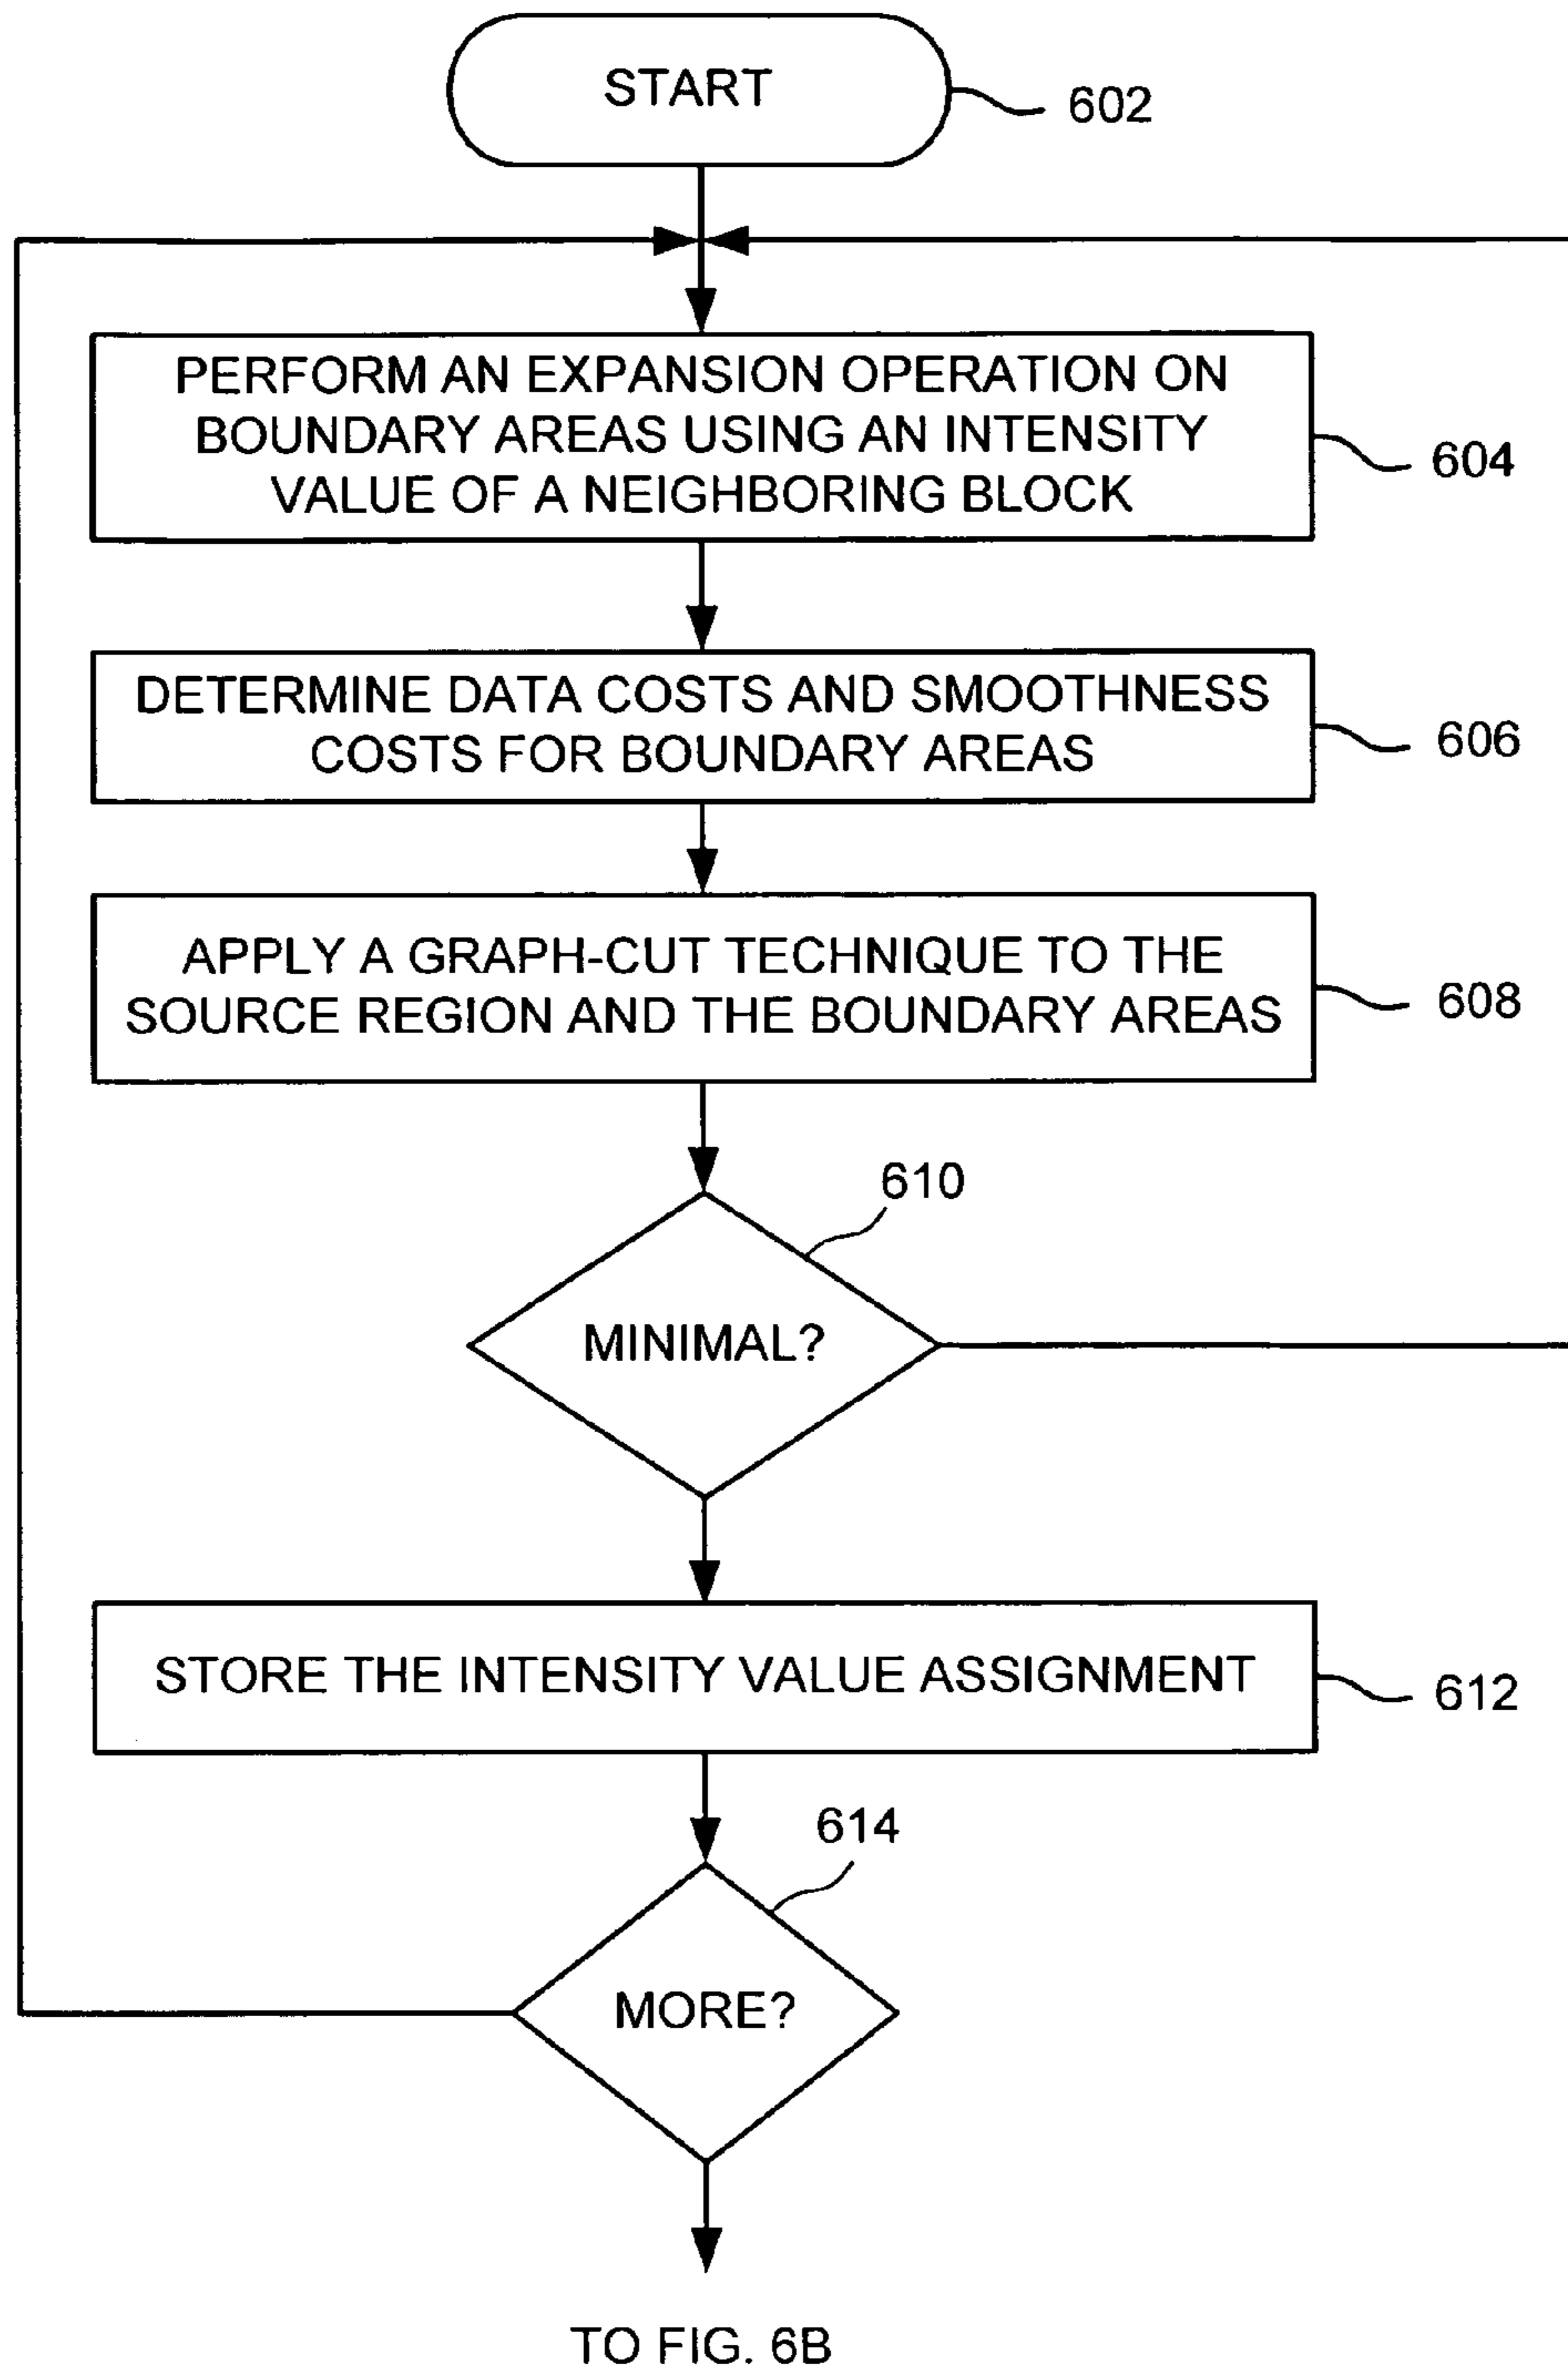 START
602
PERFORM AN EXPANSION OPERATION ON
BOUNDARY AREAS USING AN INTENSITY
VALUE OF A NEIGHBORING BLOCK
604
DETERMINE DATA COSTS AND SMOOTHNESS
COSTS FOR BOUNDARY AREAS
606
APPLY A GRAPH-CUT TECHNIQUE TO THE
SOURCE REGION AND THE BOUNDARY AREAS
608
610
MINIMAL?
STORE THE INTENSITY VALUE ASSIGNMENT
612
614
MORE?
TO FIG. 6B